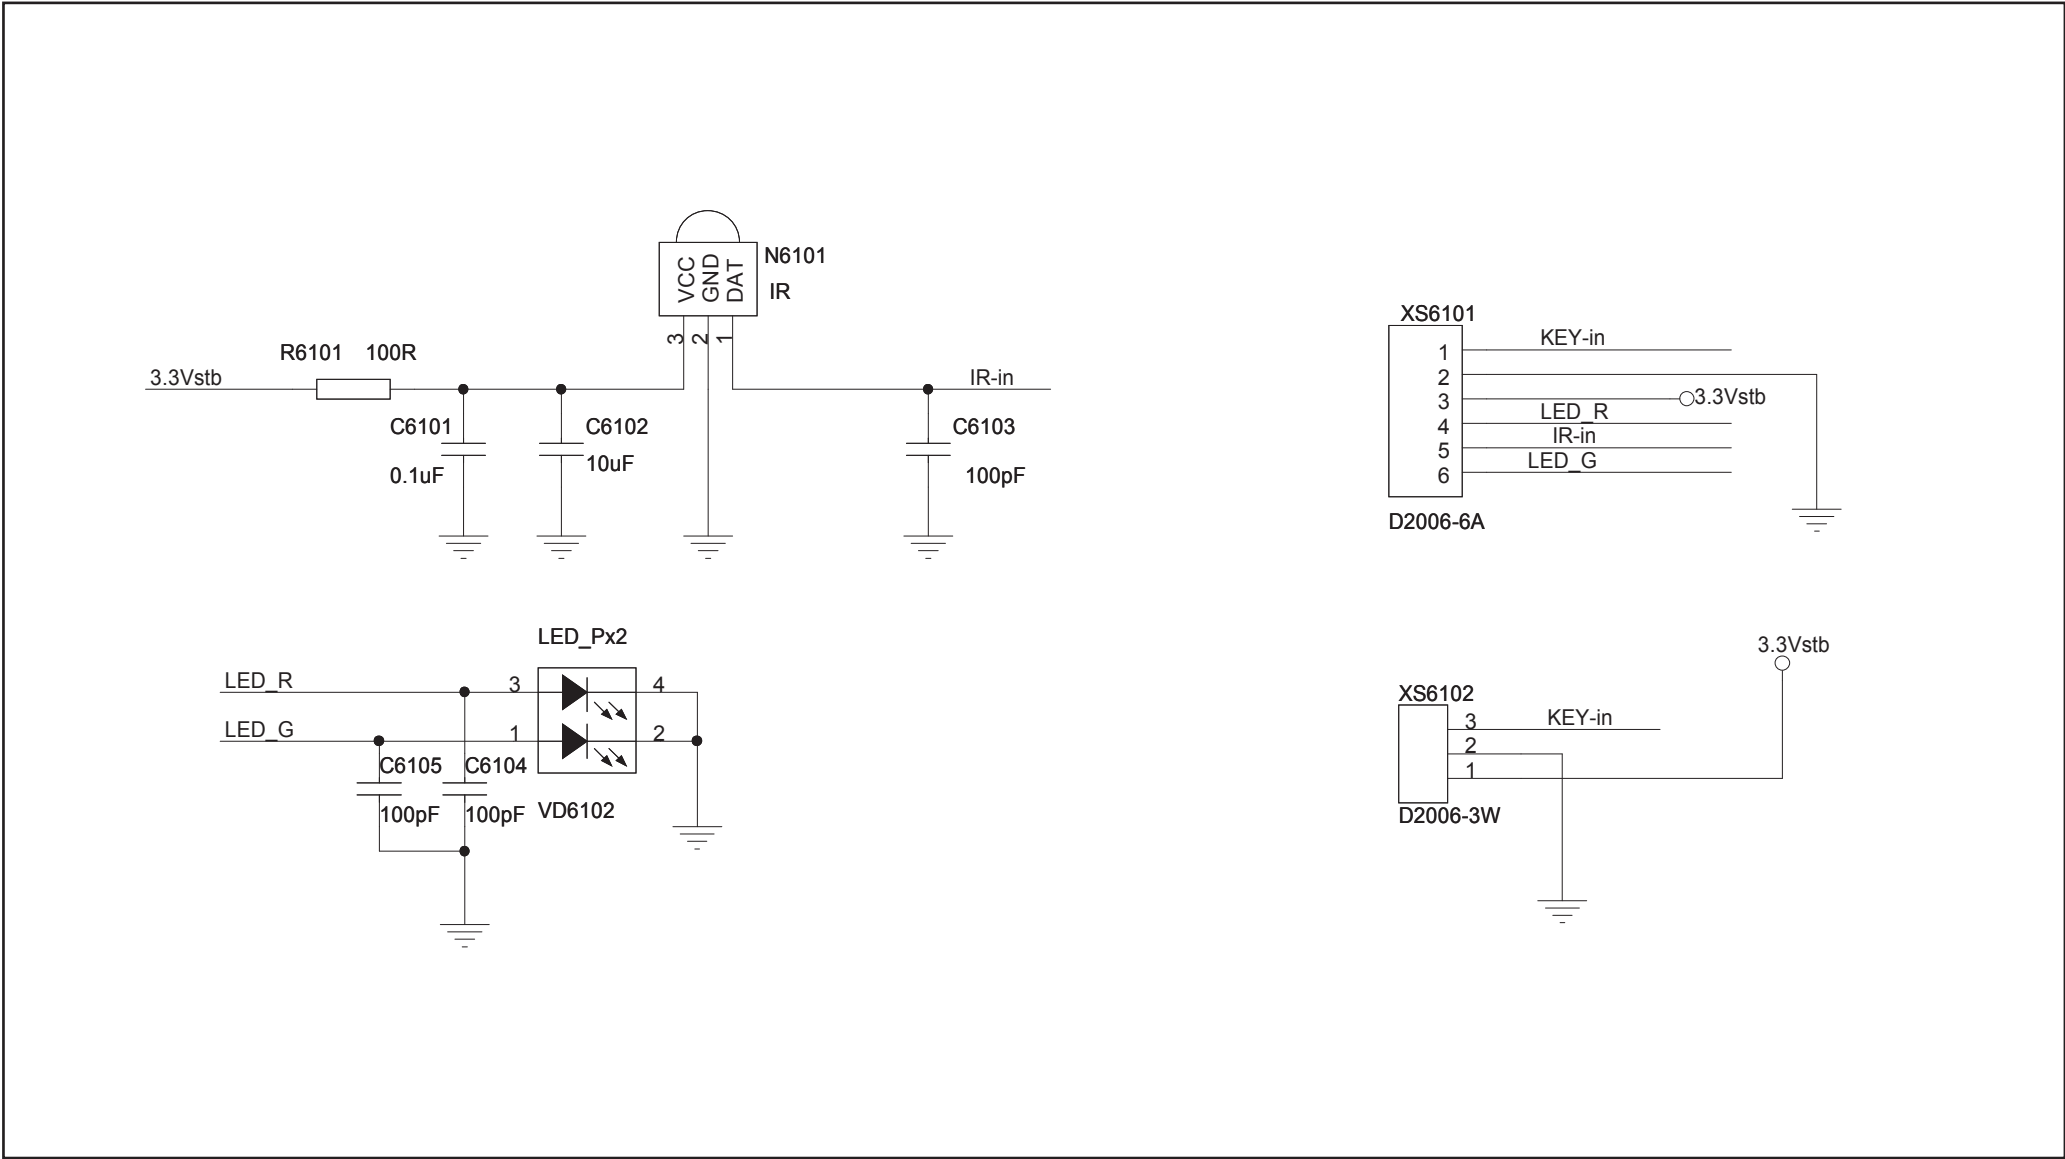 N6101
IR
VCC
GND
DAT
3
2
1
R6101 100R
3.3Vstb
IR-in
C6101
0.1uF
C6102
10uF
C6103
100pF
XS6101
1 KEY-in
2
3 3.3Vstb
4 LED_R
5 IR-in
6 LED_G
D2006-6A
LED_Px2
LED_R 3 4
LED_G 1 2
C6105 C6104
100pF 100pF
VD6102
3.3Vstb
XS6102
3 KEY-in
2
1
D2006-3W